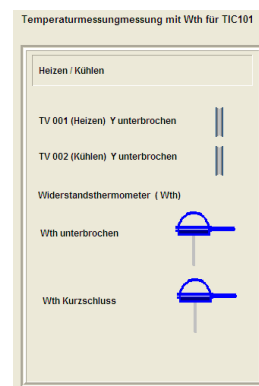 Temperaturmessungmessung mit Wth für TIC101
Heizen / Kühlen
TV 001 (Heizen) Y unterbrochen
TV 002 (Kühlen) Y unterbrochen
Widerstandsthermometer ( Wth)
Wth unterbrochen
Wth Kurzschluss